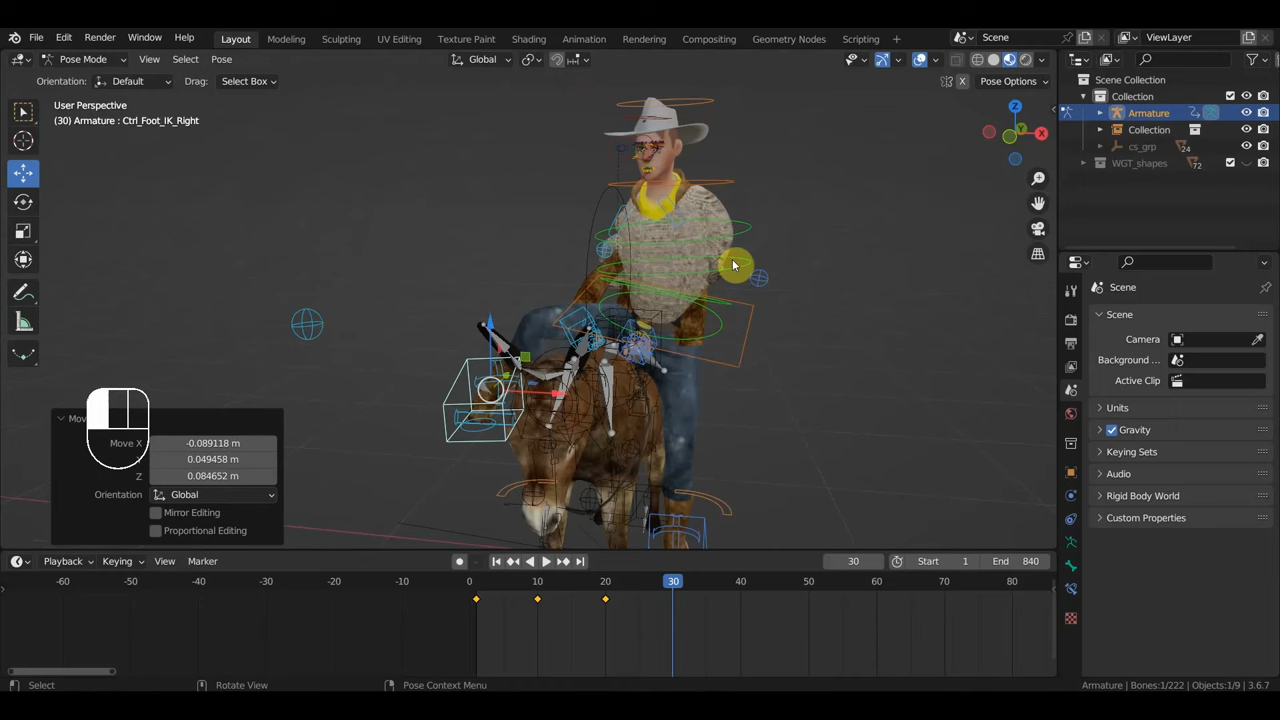 File Edit Render Window Help Layout Modeling Sculpting UV Editing Texture Paint Shading Animation Rendering Compositing Geometry Nodes Scripting Scene ViewLayer
Pose Mode View Select Pose Global
Orientation: Default Drag: Select Box X Pose Options
User Perspective
(30) Armature : Ctrl_Foot_IK_Right
Scene Collection
Collection
Armature
Collection
cs_grp 24
WGT_shapes 72
X
Y
Z
Scene
Scene
Camera
Background ...
Active Clip
Units
Gravity
Keying Sets
Audio
Rigid Body World
Custom Properties
Mov
Move X -0.089118 m
0.049458 m
Z 0.084652 m
Orientation Global
Mirror Editing
Proportional Editing
Playback Keying View Marker 30 Start 1 End 840
-60 -50 -40 -30 -20 -10 0 10 20 30 40 50 60 70 80
Select Rotate View Pose Context Menu Armature | Bones:1/222 | Objects:1/9 | 3.6.7